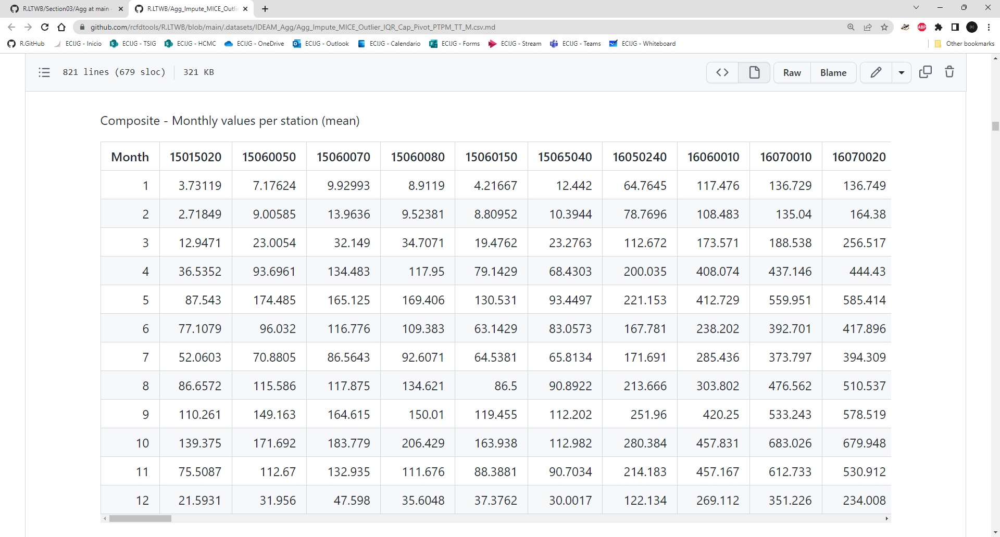 R.LTWB/Section03/Agg at main
R.LTWB/Agg_Impute_MICE_Outli
github.com/rcfdtools/R.LTWB/blob/main/.datasets/IDEAM_Agg/Agg_Impute_MICE_Outlier_IQR_Cap_Pivot_PTPM_TT_M.csv.md
ABP
R.GitHub ECIJG - Inicio ECIJG - TSIG ECIJG - HCMC ECIJG - OneDrive ECIJG - Outlook ECIJG - Calendario ECIJG - Forms ECIJG - Stream ECIJG - Teams ECIJG - Whiteboard Other bookmarks
821 lines (679 sloc) 321 KB Raw Blame
Composite - Monthly values per station (mean)
Month 15015020 15060050 15060070 15060080 15060150 15065040 16050240 16060010 16070010 16070020
1 3.73119 7.17624 9.92993 8.9119 4.21667 12.442 64.7645 117.476 136.729 136.749
2 2.71849 9.00585 13.9636 9.52381 8.80952 10.3944 78.7696 108.483 135.04 164.38
3 12.9471 23.0054 32.149 34.7071 19.4762 23.2763 112.672 173.571 188.538 256.517
4 36.5352 93.6961 134.483 117.95 79.1429 68.4303 200.035 408.074 437.146 444.43
5 87.543 174.485 165.125 169.406 130.531 93.4497 221.153 412.729 559.951 585.414
6 77.1079 96.032 116.776 109.383 63.1429 83.0573 167.781 238.202 392.701 417.896
7 52.0603 70.8805 86.5643 92.6071 64.5381 65.8134 171.691 285.436 373.797 394.309
8 86.6572 115.586 117.875 134.621 86.5 90.8922 213.666 303.802 476.562 510.537
9 110.261 149.163 164.615 150.01 119.455 112.202 251.96 420.25 533.243 578.519
10 139.375 171.692 183.779 206.429 163.938 112.982 280.384 457.831 683.026 679.948
11 75.5087 112.67 132.935 111.676 88.3881 90.7034 214.183 457.167 612.733 530.912
12 21.5931 31.956 47.598 35.6048 37.3762 30.0017 122.134 269.112 351.226 234.008